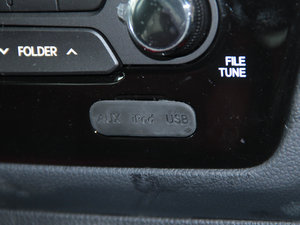 FOLDER
FILE
TUNE
AUX iPod USB